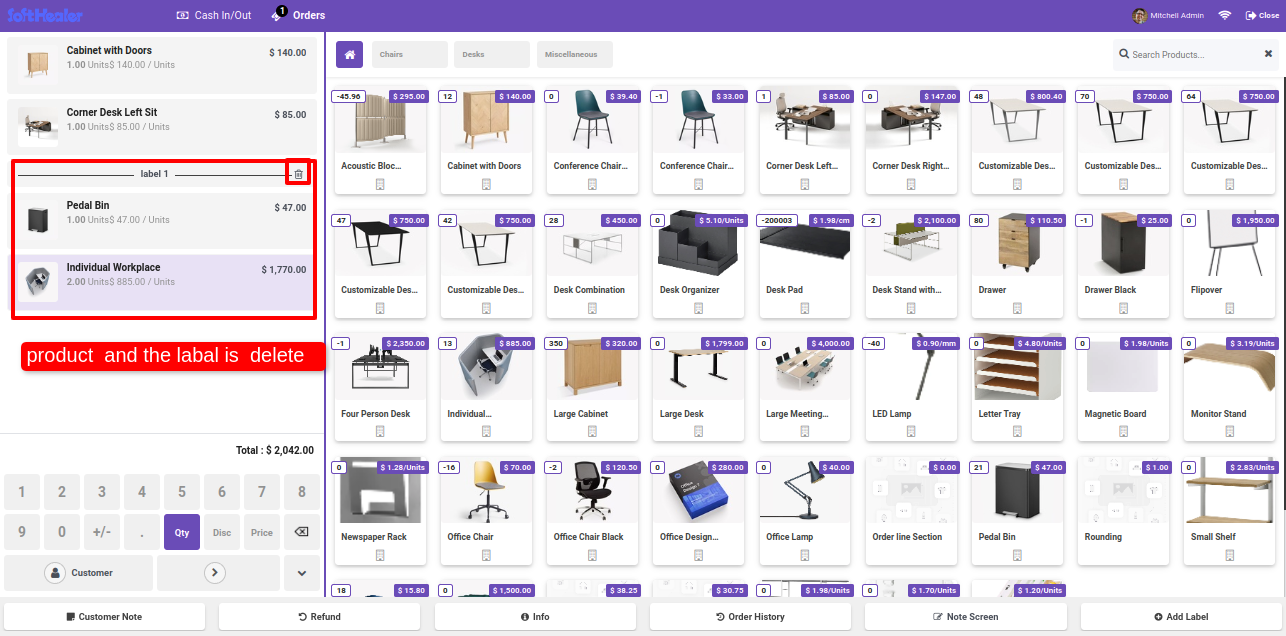 SoftHealer
Cash In/Out
1
Orders
Mitchell Admin
Close
Cabinet with Doors
$ 140.00
1.00 Units$ 140.00 / Units
Corner Desk Left Sit
$ 85.00
1.00 Units$ 85.00 / Units
label 1
Pedal Bin
$ 47.00
1.00 Units$ 47.00 / Units
Individual Workplace
$ 1,770.00
2.00 Units$ 885.00 / Units
product and the labal is delete
Total : $ 2,042.00
1 2 3 4 5 6 7 8
9 0 +/- . Qty Disc Price
Customer
Chairs
Desks
Miscellaneous
Search Products...
-45.96 $ 295.00 12 $ 140.00 0 $ 39.40 -1 $ 33.00 1 $ 85.00 0 $ 147.00 48 $ 800.40 70 $ 750.00 64 $ 750.00
Acoustic Bloc... Cabinet with Doors Conference Chair... Conference Chair... Corner Desk Left... Corner Desk Right... Customizable Des... Customizable Des... Customizable Des...
47 $ 750.00 42 $ 750.00 28 $ 450.00 0 $ 5.10/Units -200003 $ 1.98/cm -2 $ 2,100.00 80 $ 110.50 -1 $ 25.00 0 $ 1,950.00
Customizable Des... Customizable Des... Desk Combination Desk Organizer Desk Pad Desk Stand with... Drawer Drawer Black Flipover
-1 $ 2,350.00 13 $ 885.00 350 $ 320.00 0 $ 1,799.00 0 $ 4,000.00 -40 $ 0.90/mm 0 $ 4.80/Units 0 $ 1.98/Units 0 $ 3.19/Units
Four Person Desk Individual... Large Cabinet Large Desk Large Meeting... LED Lamp Letter Tray Magnetic Board Monitor Stand
0 $ 1.28/Units -16 $ 70.00 -2 $ 120.50 0 $ 280.00 0 $ 40.00 $ 0.00 21 $ 47.00 $ 1.00 0 $ 2.83/Units
Newspaper Rack Office Chair Office Chair Black Office Design... Office Lamp Order line Section Pedal Bin Rounding Small Shelf
18 $ 15.80 0 $ 1,500.00 $ 38.25 $ 30.75 0 $ 1.98/Units 0 $ 1.70/Units $ 1.20/Units
Customer Note
Refund
Info
Order History
Note Screen
Add Label